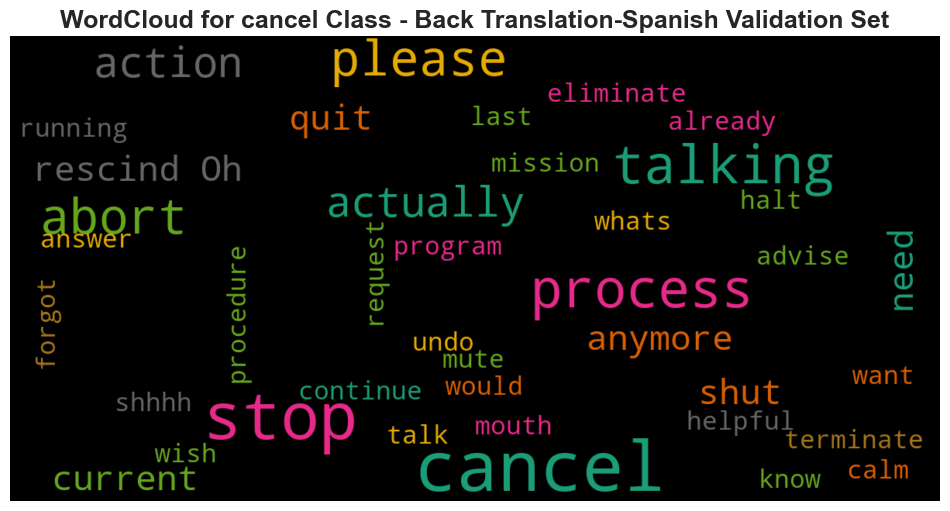 WordCloud for cancel Class - Back Translation-Spanish Validation Set
action
please
eliminate
quit
last
already
running
mission
talking
rescind Oh
actually
halt
abort
whats
answer
program
request
procedure
advise
need
process
forgot
undo
anymore
mute
want
continue
would
shut
shhhh
stop
talk
mouth
helpful
terminate
wish
cancel
current
know
calm